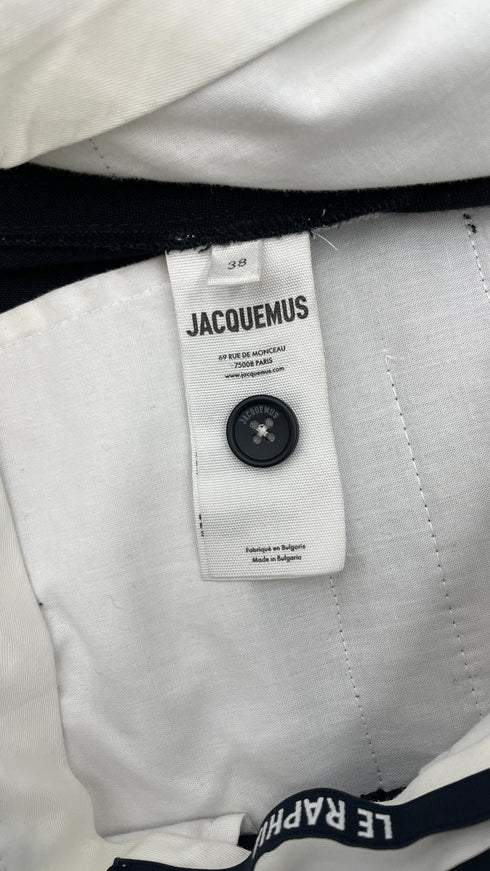 38
JACQUEMUS
69 RUE DE MONCEAU
75008 PARIS
www.jacquemus.com
JACQUEMUS
Fabriqué en Bulgarie
Made in Bulgaria
LE RAPHIA